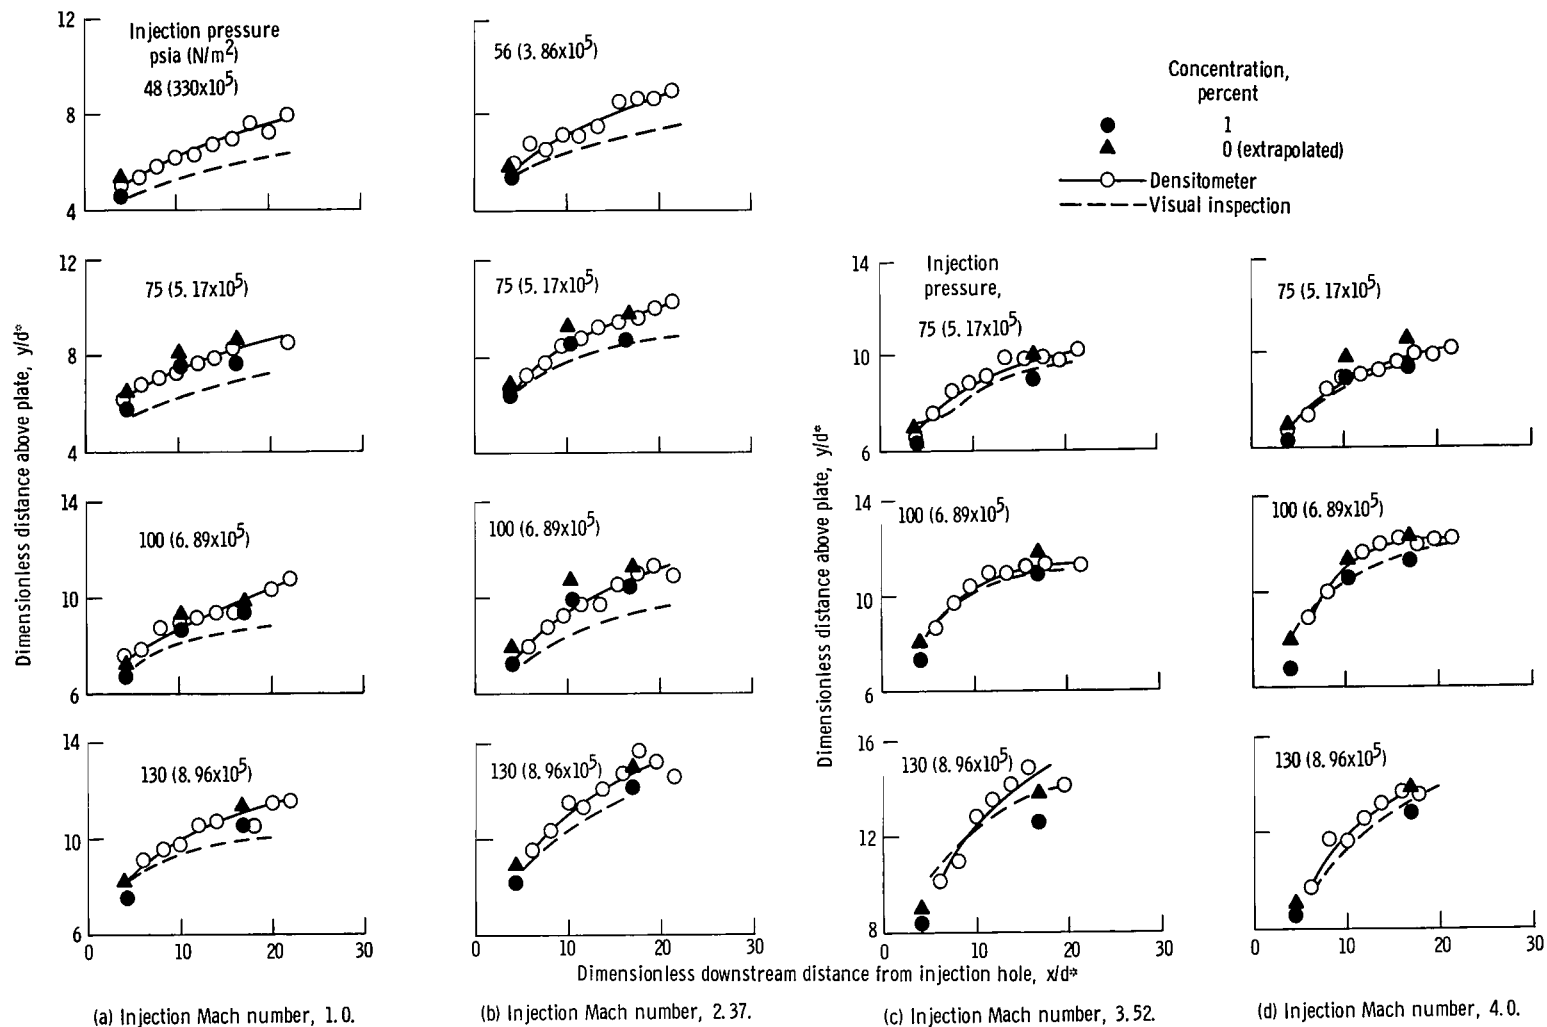 12
8
4
Injection pressure
psia (N/m2)
48 (330x105)
56 (3.86x105)
Concentration,
percent
1
0 (extrapolated)
Densitometer
Visual inspection
12
8
4
75 (5.17x105)
75 (5.17x105)
14
10
6
Injection
pressure,
75 (5.17x105)
75 (5.17x105)
Dimensionless distance above plate, y/d*
Dimensionless distance above plate, y/d*
14
10
6
100 (6.89x105)
100 (6.89x105)
14
10
6
100 (6.89x105)
100 (6.89x105)
14
10
6
130 (8.96x105)
130 (8.96x105)
16
12
8
130 (8.96x105)
130 (8.96x105)
0 10 20 30
0 10 20 30
0 10 20 30
0 10 20 30
Dimensionless downstream distance from injection hole, x/d*
(a) Injection Mach number, 1.0.
(b) Injection Mach number, 2.37.
(c) Injection Mach number, 3.52.
(d) Injection Mach number, 4.0.